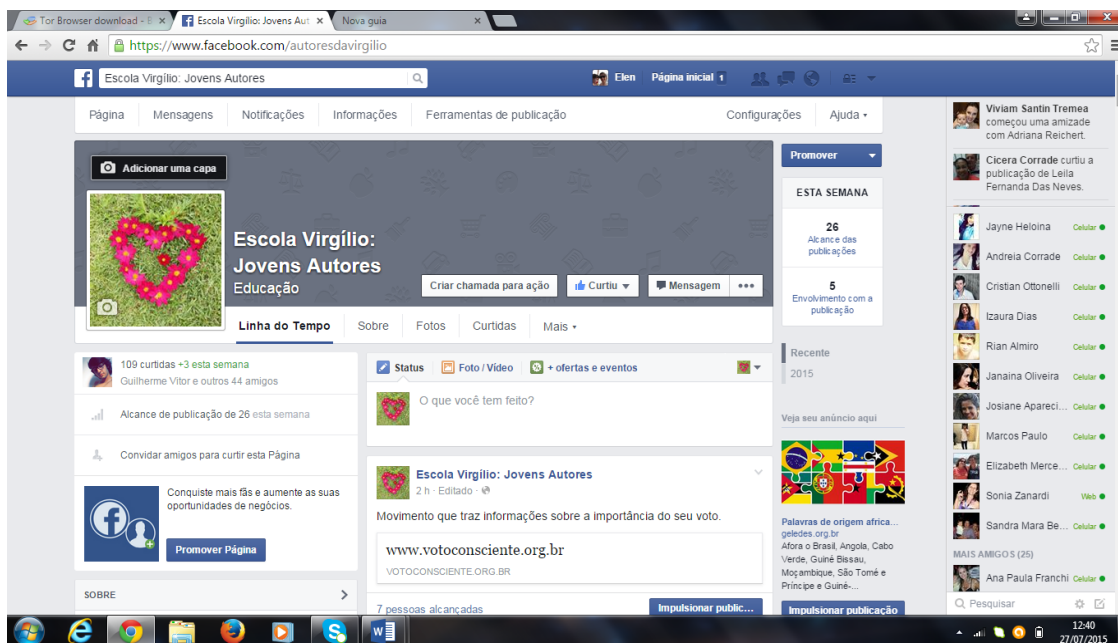 Tor Browser download - E
Escola Virgílio: Jovens Aut
Nova guia
https://www.facebook.com/autoresdavirgilio
Escola Virgílio: Jovens Autores
Elen
Página inicial 1
Página
Mensagens
Notificações
Informações
Ferramentas de publicação
Configurações
Ajuda
Adicionar uma capa
Escola Virgílio:
Jovens Autores
Educação
Criar chamada para ação
Curtiu
Mensagem
Linha do Tempo
Sobre
Fotos
Curtidas
Mais
109 curtidas +3 esta semana
Guilherme Vitor e outros 44 amigos
Alcance de publicação de 26 esta semana
Convidar amigos para curtir esta Página
Conquiste mais fãs e aumente as suas
oportunidades de negócios.
Promover Página
SOBRE
Status
Foto / Vídeo
+ ofertas e eventos
O que você tem feito?
Escola Virgílio: Jovens Autores
2 h · Editado ·
Movimento que traz informações sobre a importância do seu voto.
www.votoconsciente.org.br
VOTOCONSCIENTE.ORG.BR
7 pessoas alcançadas
Impulsionar public...
Promover
ESTA SEMANA
26
Alcance das
publicações
5
Envolvimento com a
publicação
Recente
2015
Veja seu anúncio aqui
Palavras de origem africa...
geledes.org.br
Afora o Brasil, Angola, Cabo
Verde, Guiné Bissau,
Moçambique, São Tomé e
Príncipe e Guiné-...
Impulsionar publicação
Viviam Santin Tremea
começou uma amizade
com Adriana Reichert.
Cicera Corrade curtiu a
publicação de Leila
Fernanda Das Neves.
Jayne Heloina Celular
Andreia Corrade Celular
Cristian Ottonelli Celular
Izaura Dias Celular
Rian Almiro Celular
Janaina Oliveira Celular
Josiane Apareci... Celular
Marcos Paulo Celular
Elizabeth Merce... Celular
Sonia Zanardi Web
Sandra Mara Be... Celular
MAIS AMIGOS (25)
Ana Paula Franchi Celular
Pesquisar
12:40
27/07/2015